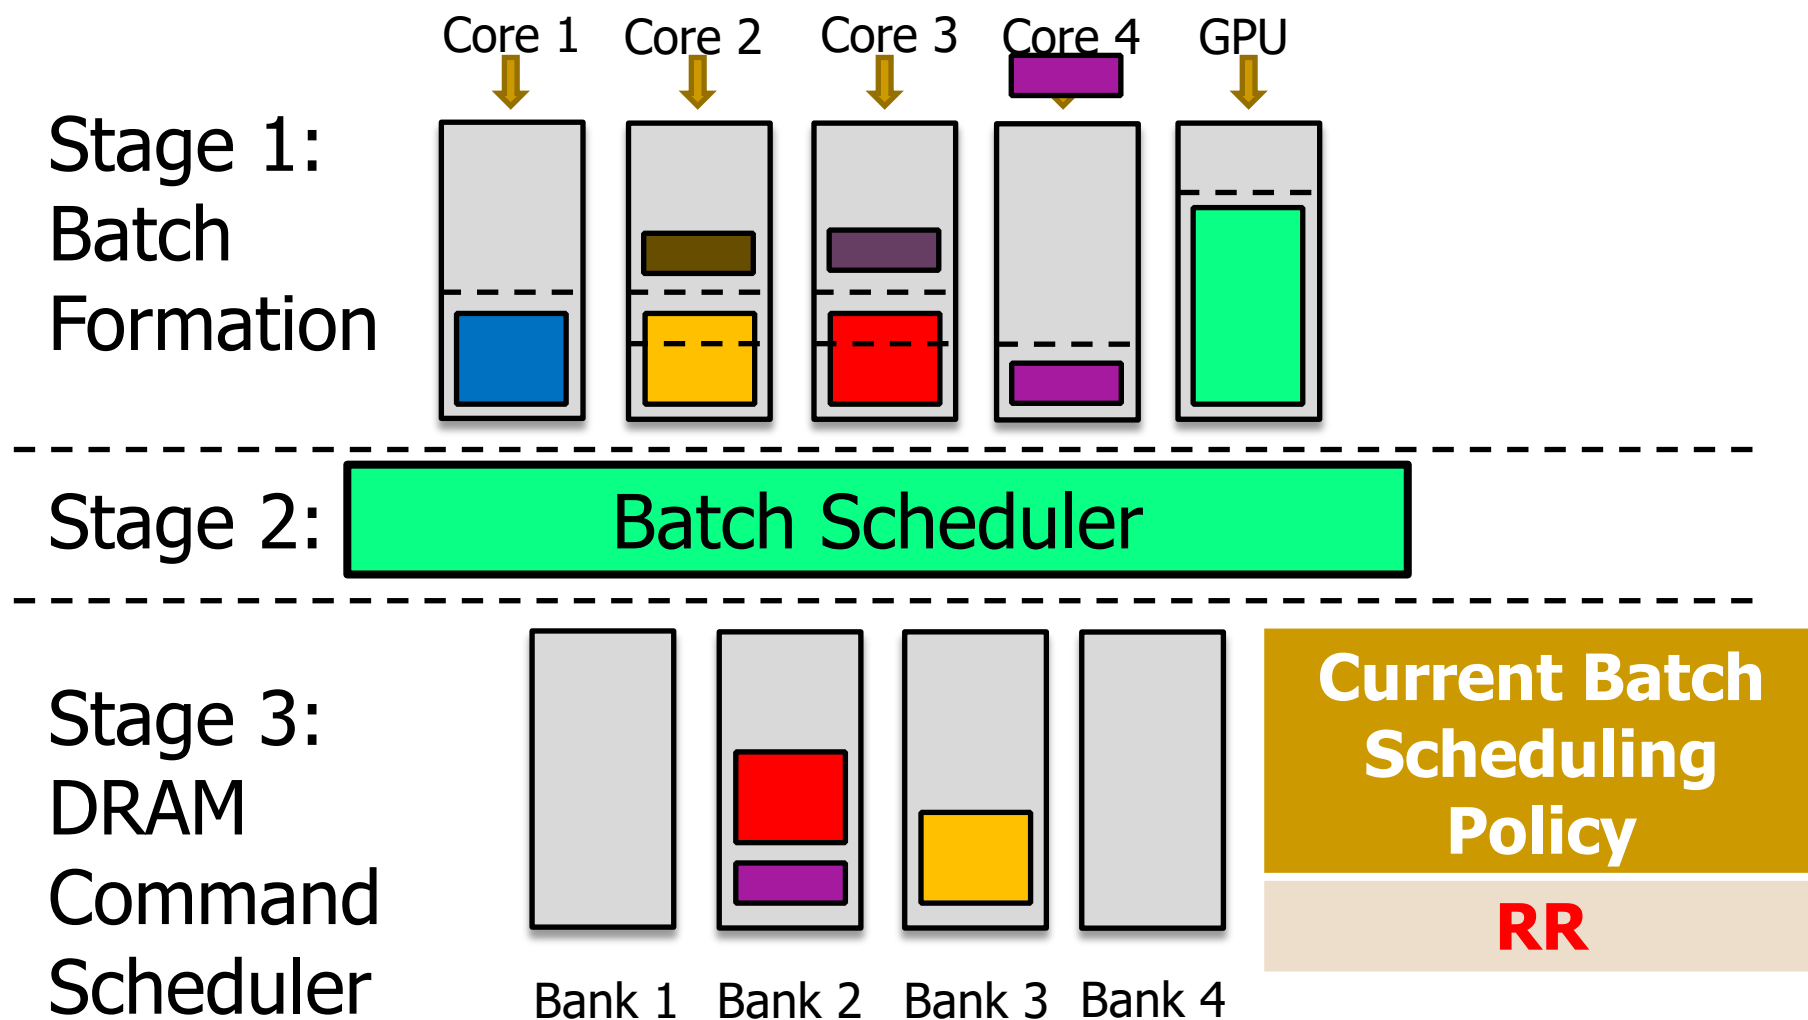 Core 1
Core 2
Core 3
Core 4
GPU
Stage 1:
Batch
Formation
Stage 2:
Batch Scheduler
Stage 3:
DRAM
Command
Scheduler
Bank 1
Bank 2
Bank 3
Bank 4
Current Batch
Scheduling
Policy
RR